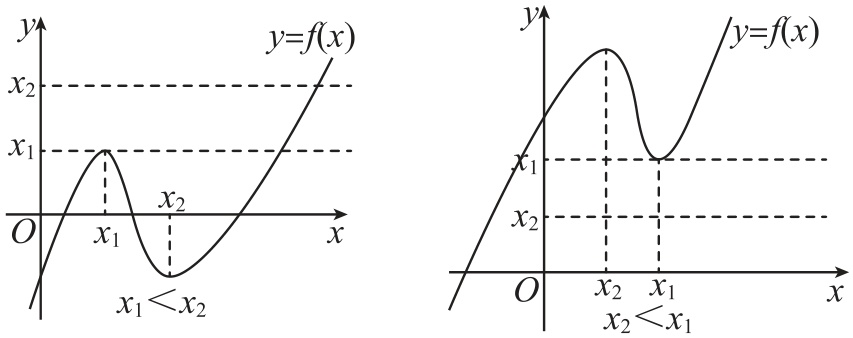 y
y=f(x)
x₂
x₁
x₂
O
x₁
x
x₁<x₂
y
y=f(x)
x₁
x₂
O
x₂
x₁
x
x₂<x₁